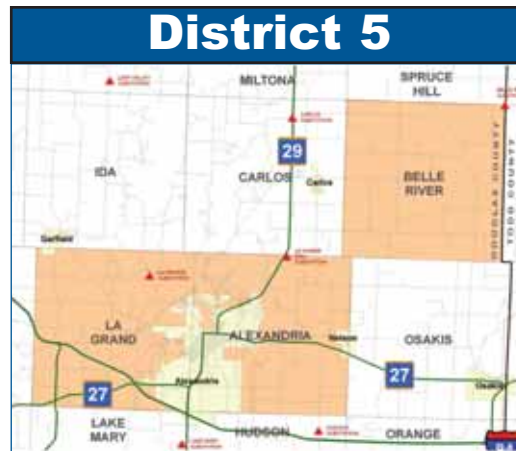 District 5
MILTONA
SPRUCE
HILL
29
IDA
CARLOS
Carlos
BELLE
RIVER
DOUGLAS COUNTY
TODD COUNTY
Garfield
LA
GRAND
ALEXANDRIA
Nelson
OSAKIS
27
Alexandria
27
Osakis
LAKE
MARY
HUDSON
ORANGE